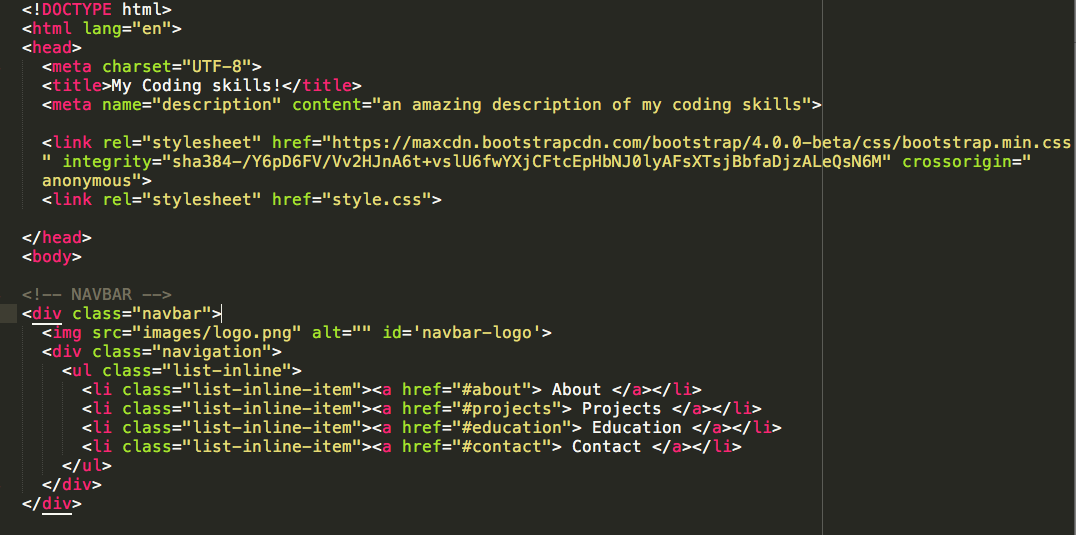 <!DOCTYPE html>
<html lang="en">
<head>
<meta charset="UTF-8">
<title>My Coding skills!</title>
<meta name="description" content="an amazing description of my coding skills">
<link rel="stylesheet" href="https://maxcdn.bootstrapcdn.com/bootstrap/4.0.0-beta/css/bootstrap.min.css
" integrity="sha384-/Y6pD6FV/Vv2HJnA6t+vslU6fwYXjCFtcEpHbNJ0lyAFsXTsjBbfaDjzALeQsN6M" crossorigin="
anonymous">
<link rel="stylesheet" href="style.css">
</head>
<body>
<!-- NAVBAR -->
<div class="navbar">
<img src="images/logo.png" alt="" id='navbar-logo'>
<div class="navigation">
<ul class="list-inline">
<li class="list-inline-item"><a href="#about"> About </a></li>
<li class="list-inline-item"><a href="#projects"> Projects </a></li>
<li class="list-inline-item"><a href="#education"> Education </a></li>
<li class="list-inline-item"><a href="#contact"> Contact </a></li>
</ul>
</div>
</div>